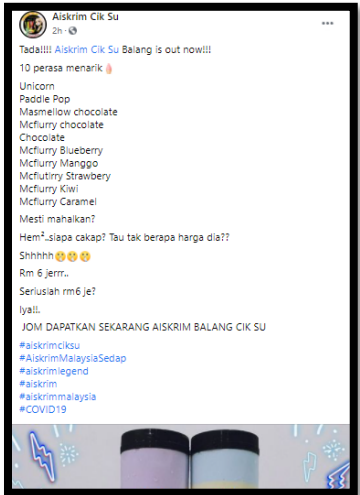 Aiskrim Cik Su
2h ·
Tada!!!! Aiskrim Cik Su Balang is out now!!!
10 perasa menarik
Unicorn
Paddle Pop
Masmellow chocolate
Mcflurry chocolate
Chocolate
Mcflurry Blueberry
Mcflurry Manggo
Mcflutirry Strawbery
Mcflurry Kiwi
Mcflurry Caramel
Mesti mahalkan?
Hem²..siapa cakap? Tau tak berapa harga dia??
Shhhhh🤫🤫🤫
Rm 6 jerrr..
Seriuslah rm6 je?
Iya!!.
JOM DAPATKAN SEKARANG AISKRIM BALANG CIK SU
#aiskrimciksu
#AiskrimMalaysiaSedap
#aiskrimlegend
#aiskrim
#aiskrimmalaysia
#COVID19